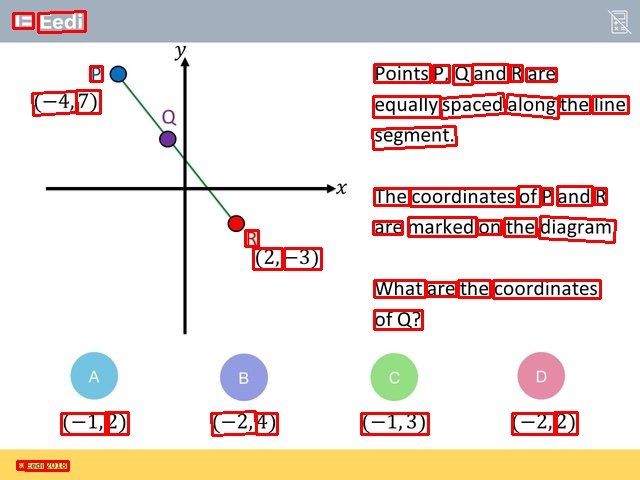 Eedi
y
P
(−4, 7)
Q
x
R
(2, −3)
Points P, Q and R are
equally spaced along the line
segment.
The coordinates of P and R
are marked on the diagram
What are the coordinates
of Q?
A
B
C
D
(−1, 2)
(−2, 4)
(−1, 3)
(−2, 2)
© Eedi 2018